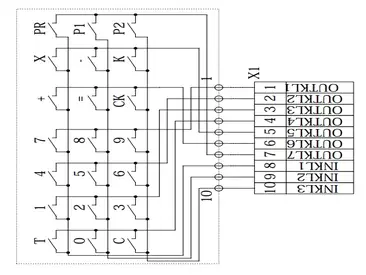 PR P1 P2
X - K
+ = CK
7 8 9
4 5 6
1 2 3
T 0 C
1
10
X1
1 OUTKL1
2 OUTKL2
3 OUTKL3
4 OUTKL4
5 OUTKL5
6 OUTKL6
7 OUTKL7
8 INKL1
9 INKL2
10 INKL3